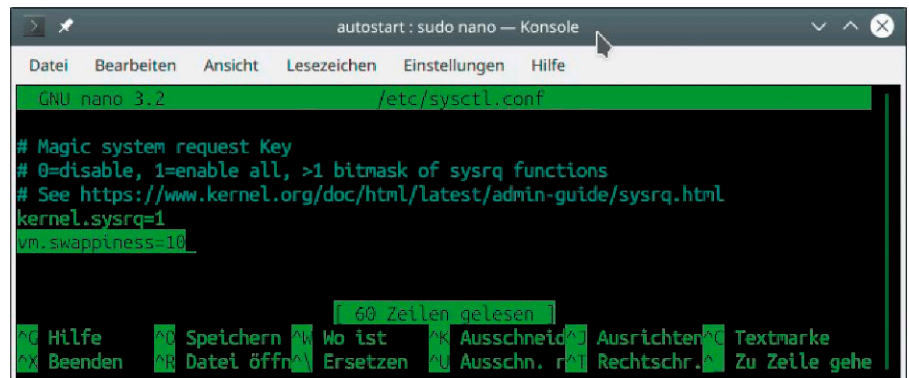 autostart : sudo nano — Konsole
Datei Bearbeiten Ansicht Lesezeichen Einstellungen Hilfe
GNU nano 3.2 /etc/sysctl.conf
# Magic system request Key
# 0=disable, 1=enable all, >1 bitmask of sysrq functions
# See https://www.kernel.org/doc/html/latest/admin-guide/sysrq.html
kernel.sysrq=1
vm.swappiness=10
[ 60 Zeilen gelesen ]
^G Hilfe ^O Speichern ^W Wo ist ^K Ausschneid ^J Ausrichten ^C Textmarke
^X Beenden ^R Datei öffn ^\ Ersetzen ^U Ausschn. r ^T Rechtschr. ^ Zu Zeile gehe